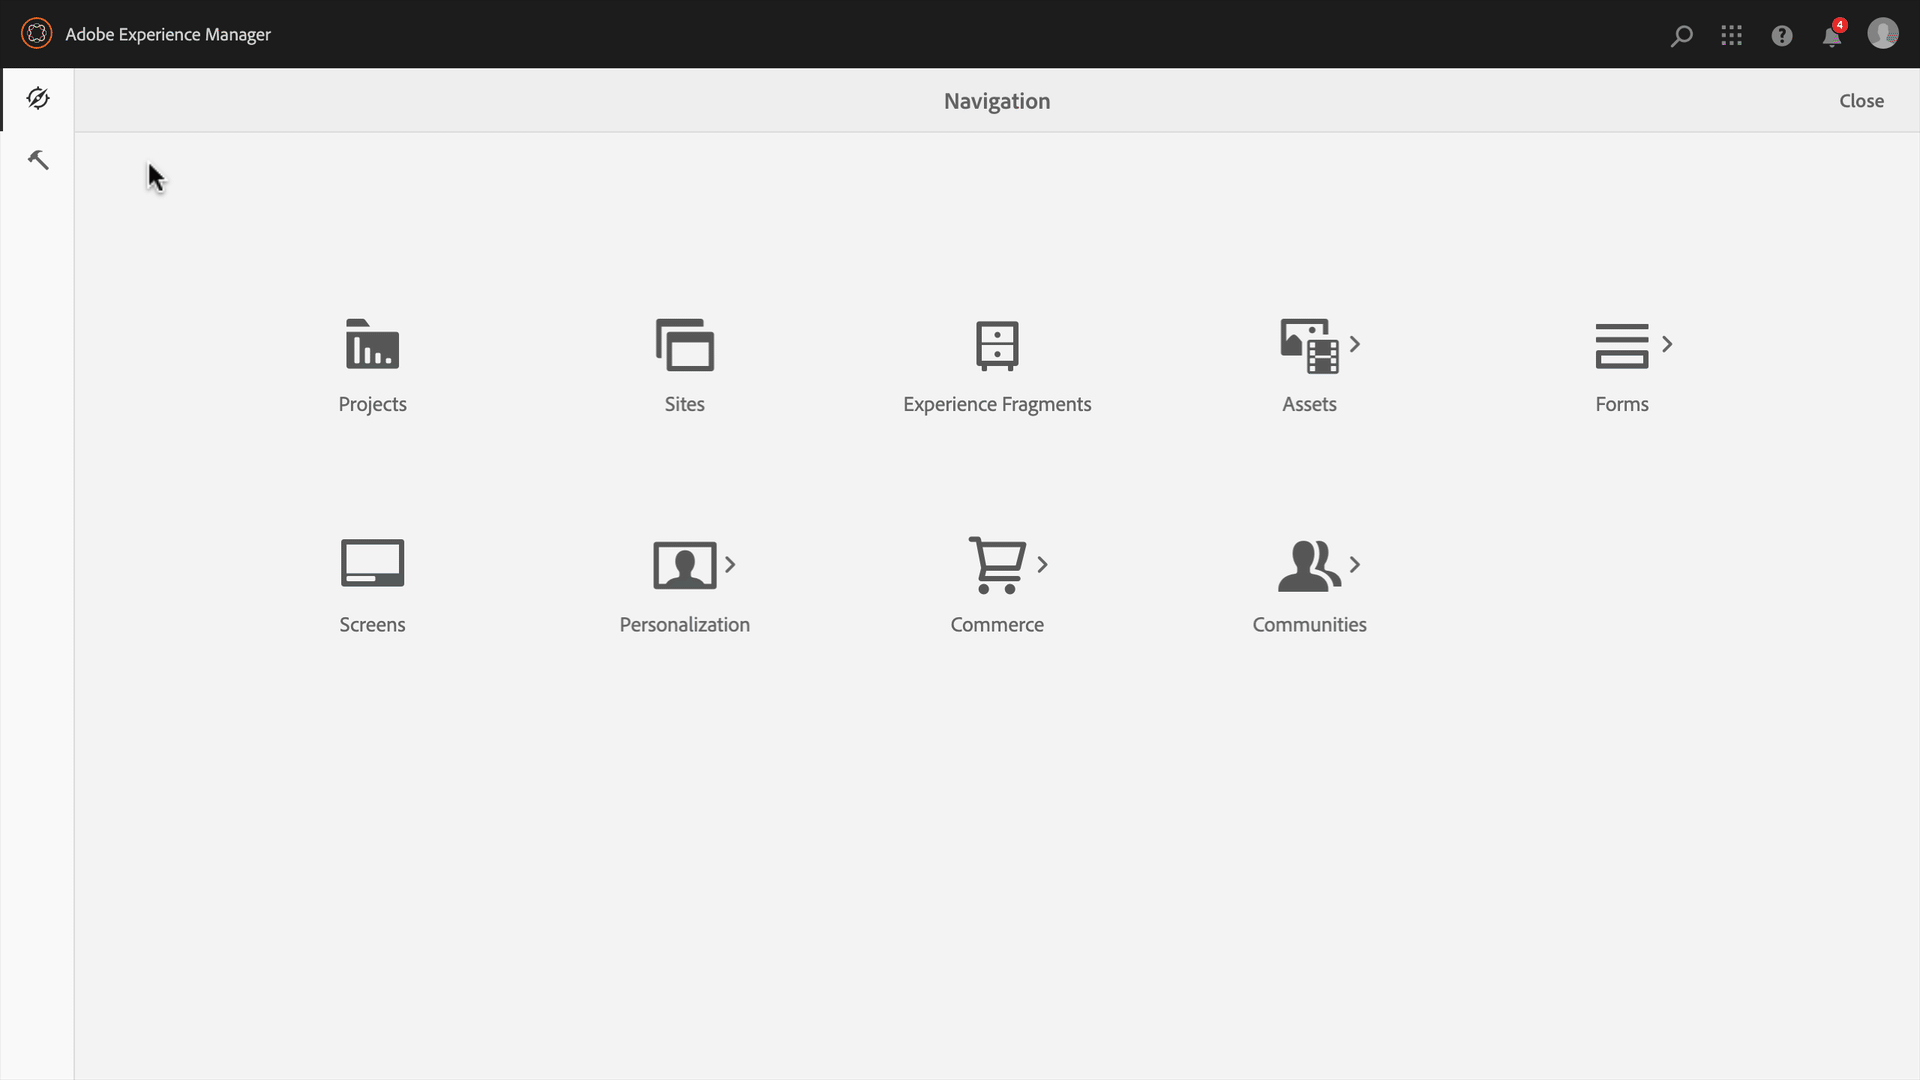 Adobe Experience Manager
4
Navigation
Close
Projects
Sites
Experience Fragments
Assets
Forms
Screens
Personalization
Commerce
Communities